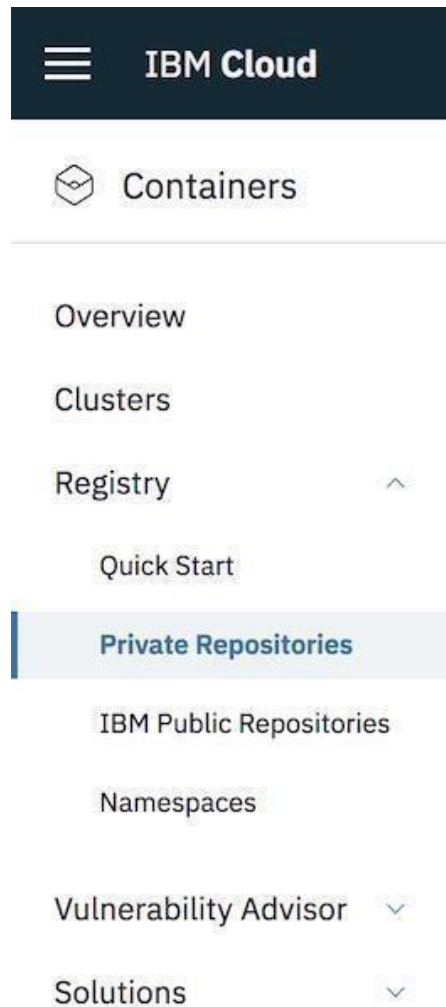 IBM Cloud
Containers
Overview
Clusters
Registry
Quick Start
Private Repositories
IBM Public Repositories
Namespaces
Vulnerability Advisor
Solutions